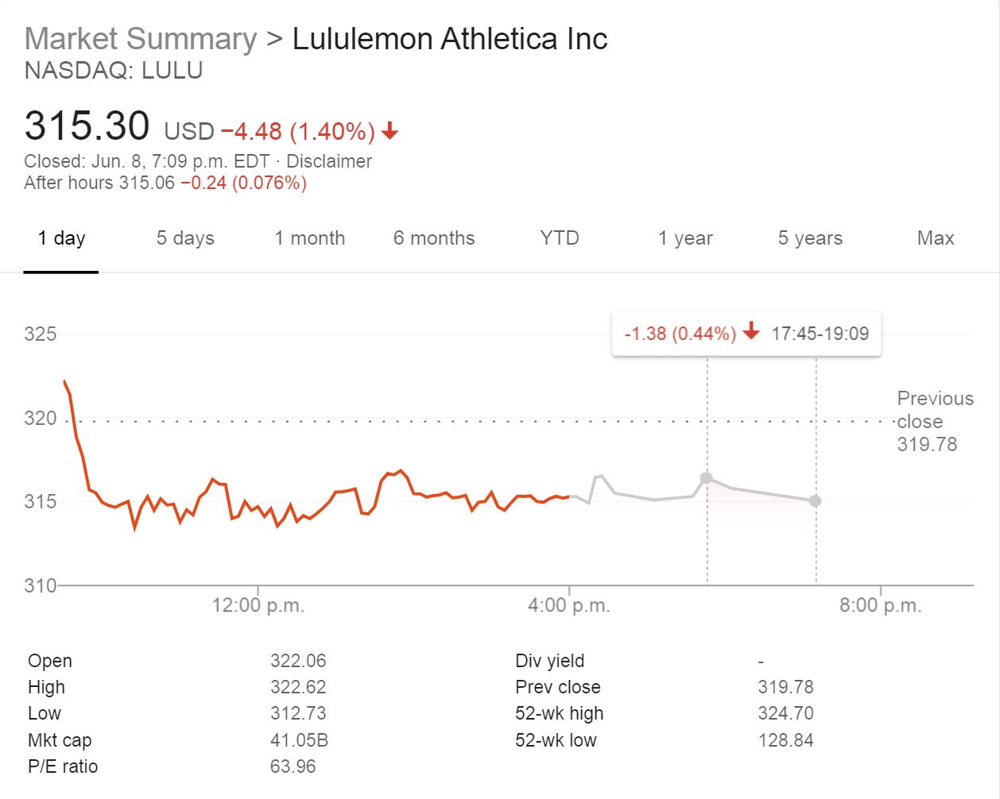 Market Summary > Lululemon Athletica Inc
NASDAQ: LULU
315.30 USD −4.48 (1.40%)
Closed: Jun. 8, 7:09 p.m. EDT · Disclaimer
After hours 315.06 −0.24 (0.076%)
1 day 5 days 1 month 6 months YTD 1 year 5 years Max
325
-1.38 (0.44%) 17:45-19:09
320
Previous
close
319.78
315
310
12:00 p.m. 4:00 p.m. 8:00 p.m.
Open 322.06 Div yield -
High 322.62 Prev close 319.78
Low 312.73 52-wk high 324.70
Mkt cap 41.05B 52-wk low 128.84
P/E ratio 63.96